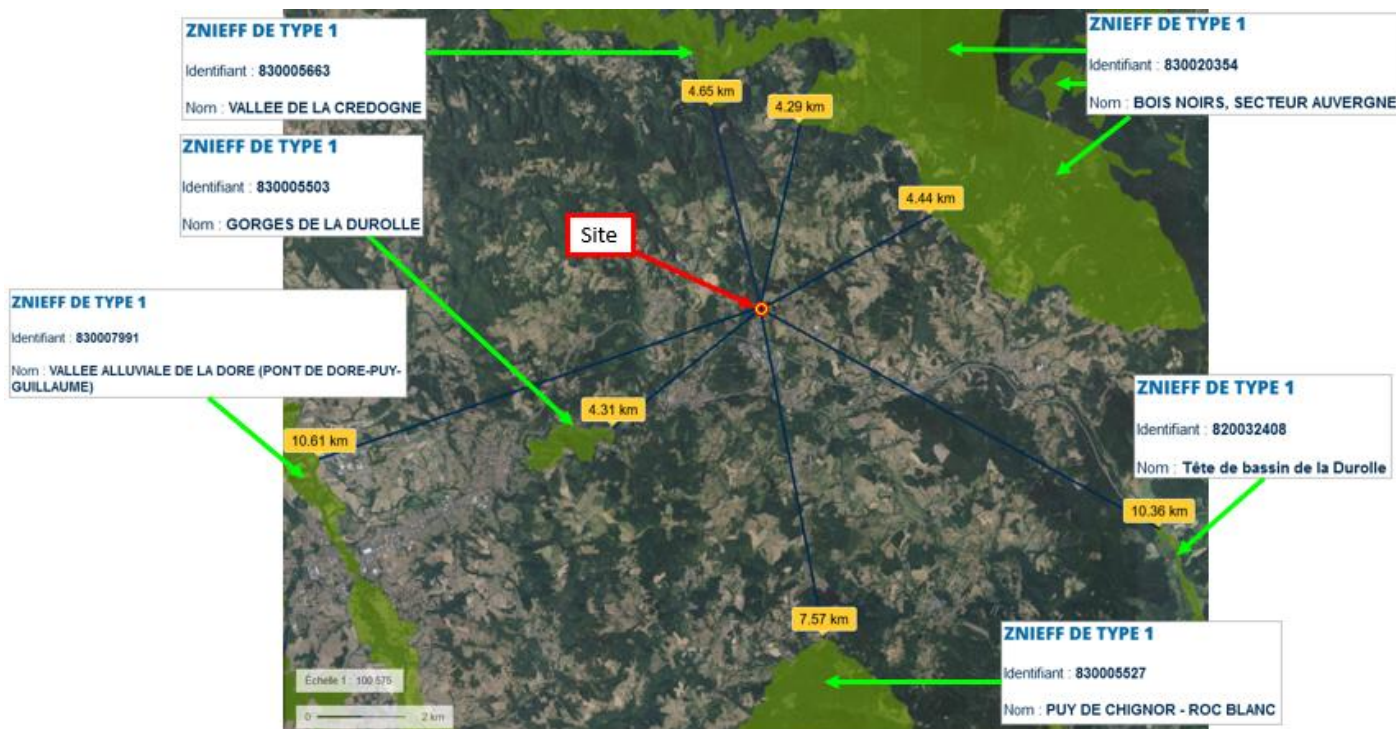 ZNIEFF DE TYPE 1
Identifiant : 830005663
Nom : VALLEE DE LA CREDOGNE
ZNIEFF DE TYPE 1
Identifiant : 830020354
Nom : BOIS NOIRS, SECTEUR AUVERGNE
4.65 km
4.29 km
ZNIEFF DE TYPE 1
Identifiant : 830005503
Nom : GORGES DE LA DUROLLE
4.44 km
Site
ZNIEFF DE TYPE 1
Identifiant : 830007991
Nom : VALLEE ALLUVIALE DE LA DORE (PONT DE DORE-PUY-
GUILLAUME)
ZNIEFF DE TYPE 1
Identifiant : 820032408
Nom : Tête de bassin de la Durolle
4.31 km
10.61 km
10.36 km
7.57 km
ZNIEFF DE TYPE 1
Identifiant : 830005527
Nom : PUY DE CHIGNOR - ROC BLANC
Échelle 1 : 100 575
0 2 km